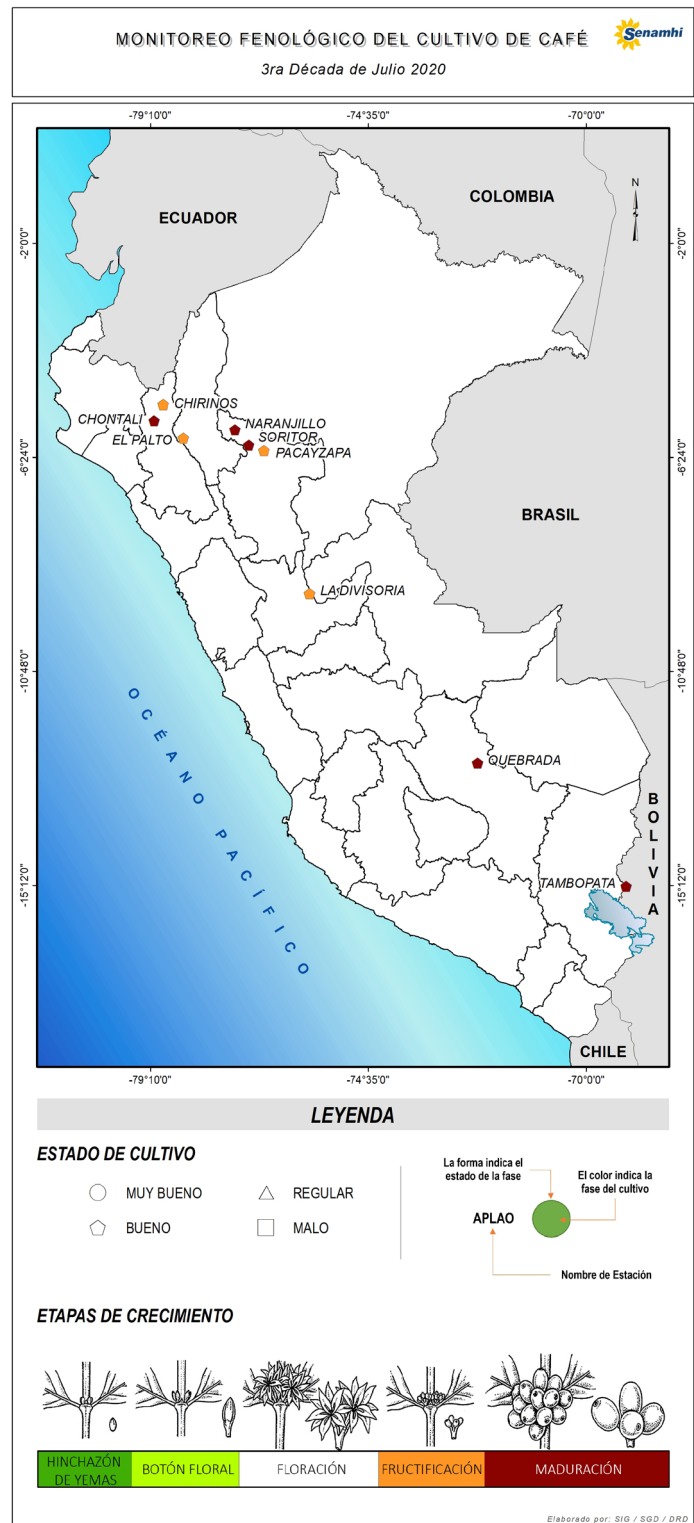 MONITOREO FENOLÓGICO DEL CULTIVO DE CAFÉ
Senamhi
3ra Década de Julio 2020
-79°10'0" -74°35'0" -70°0'0"
COLOMBIA
ECUADOR
N
-2°0'0" -2°0'0"
CHIRINOS
CHONTALI
NARANJILLO
EL PALTO
SORITOR
PACAYZAPA
-6°24'0" -6°24'0"
BRASIL
LA DIVISORIA
-10°48'0" -10°48'0"
OCÉANO PACÍFICO
QUEBRADA
BOLIVIA
TAMBOPATA
-15°12'0" -15°12'0"
CHILE
-79°10'0" -74°35'0" -70°0'0"
LEYENDA
ESTADO DE CULTIVO
MUY BUENO
REGULAR
BUENO
MALO
La forma indica el
estado de la fase
El color indica la
fase del cultivo
APLAO
Nombre de Estación
ETAPAS DE CRECIMIENTO
HINCHAZÓN
DE YEMAS
BOTÓN FLORAL
FLORACIÓN
FRUCTIFICACIÓN
MADURACIÓN
Elaborado por: SIG / SGD / DRD